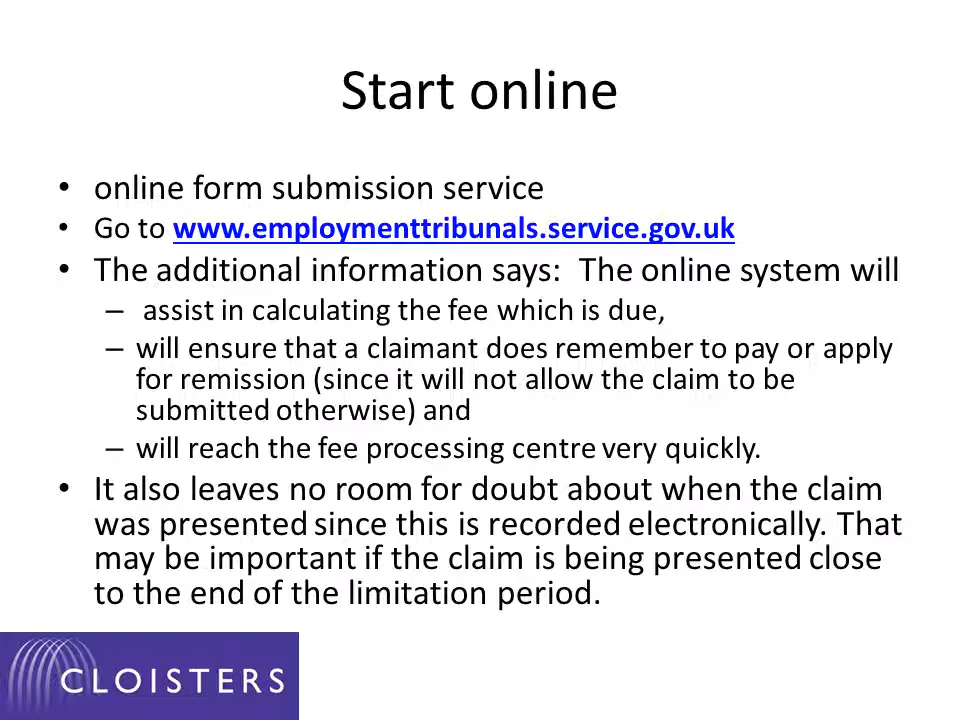 Start online
• online form submission service
• Go to www.employmenttribunals.service.gov.uk
• The additional information says:  The online system will
– assist in calculating the fee which is due,
– will ensure that a claimant does remember to pay or apply
for remission (since it will not allow the claim to be
submitted otherwise) and
– will reach the fee processing centre very quickly.
• It also leaves no room for doubt about when the claim
was presented since this is recorded electronically. That
may be important if the claim is being presented close
to the end of the limitation period.
CLOISTERS